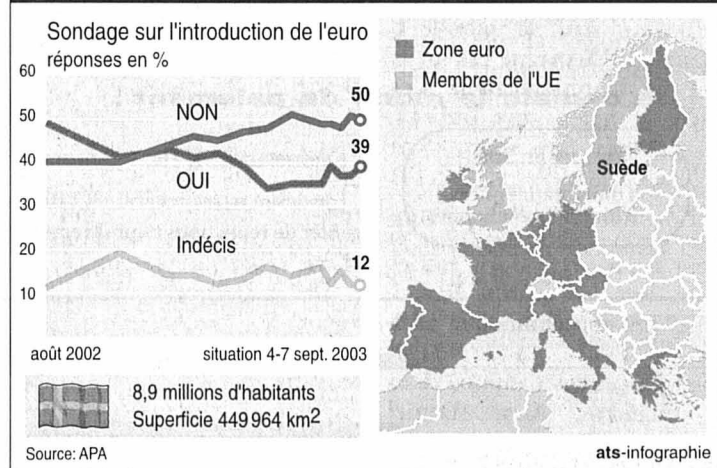 Sondage sur l'introduction de l'euro
réponses en %
60
50
40
30
20
10
NON
50
39
OUI
Indécis
12
août 2002
situation 4-7 sept. 2003
8,9 millions d'habitants
Superficie 449 964 km²
Source: APA
Zone euro
Membres de l'UE
Suède
ats-infographie